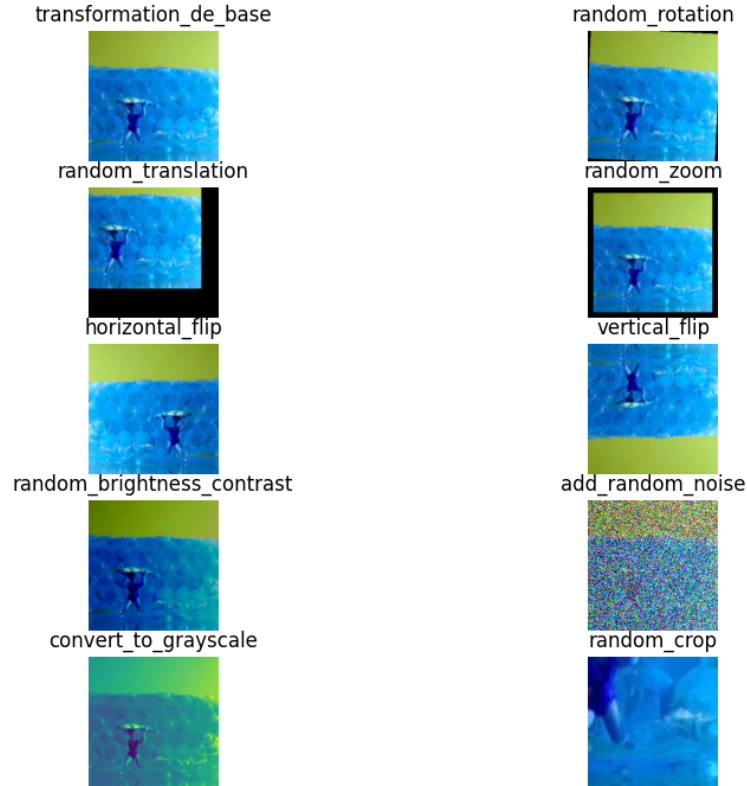 transformation_de_base
random_rotation
random_translation
random_zoom
horizontal_flip
vertical_flip
random_brightness_contrast
add_random_noise
convert_to_grayscale
random_crop